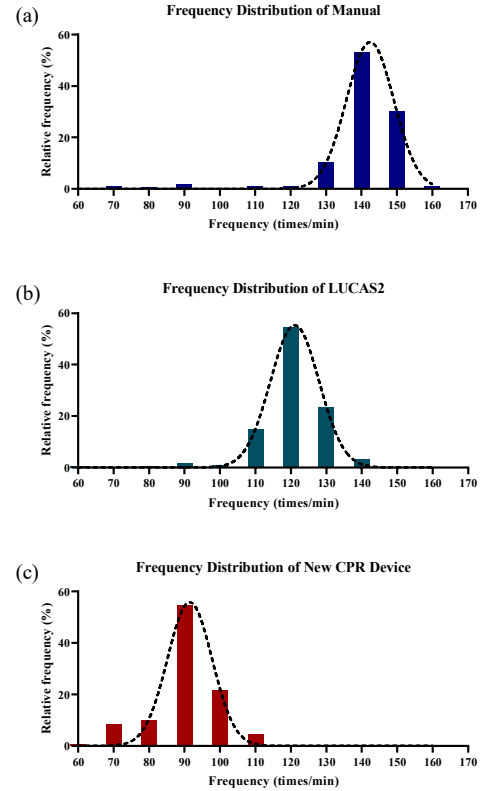 (a)
Frequency Distribution of Manual
Relative frequency (%)
60
40
20
0
60 70 80 90 100 110 120 130 140 150 160 170
Frequency (times/min)
(b)
Frequency Distribution of LUCAS2
Relative frequency (%)
60
40
20
0
60 70 80 90 100 110 120 130 140 150 160 170
Frequency (times/min)
(c)
Frequency Distribution of New CPR Device
Relative frequency (%)
60
40
20
0
60 70 80 90 100 110 120 130 140 150 160 170
Frequency (times/min)